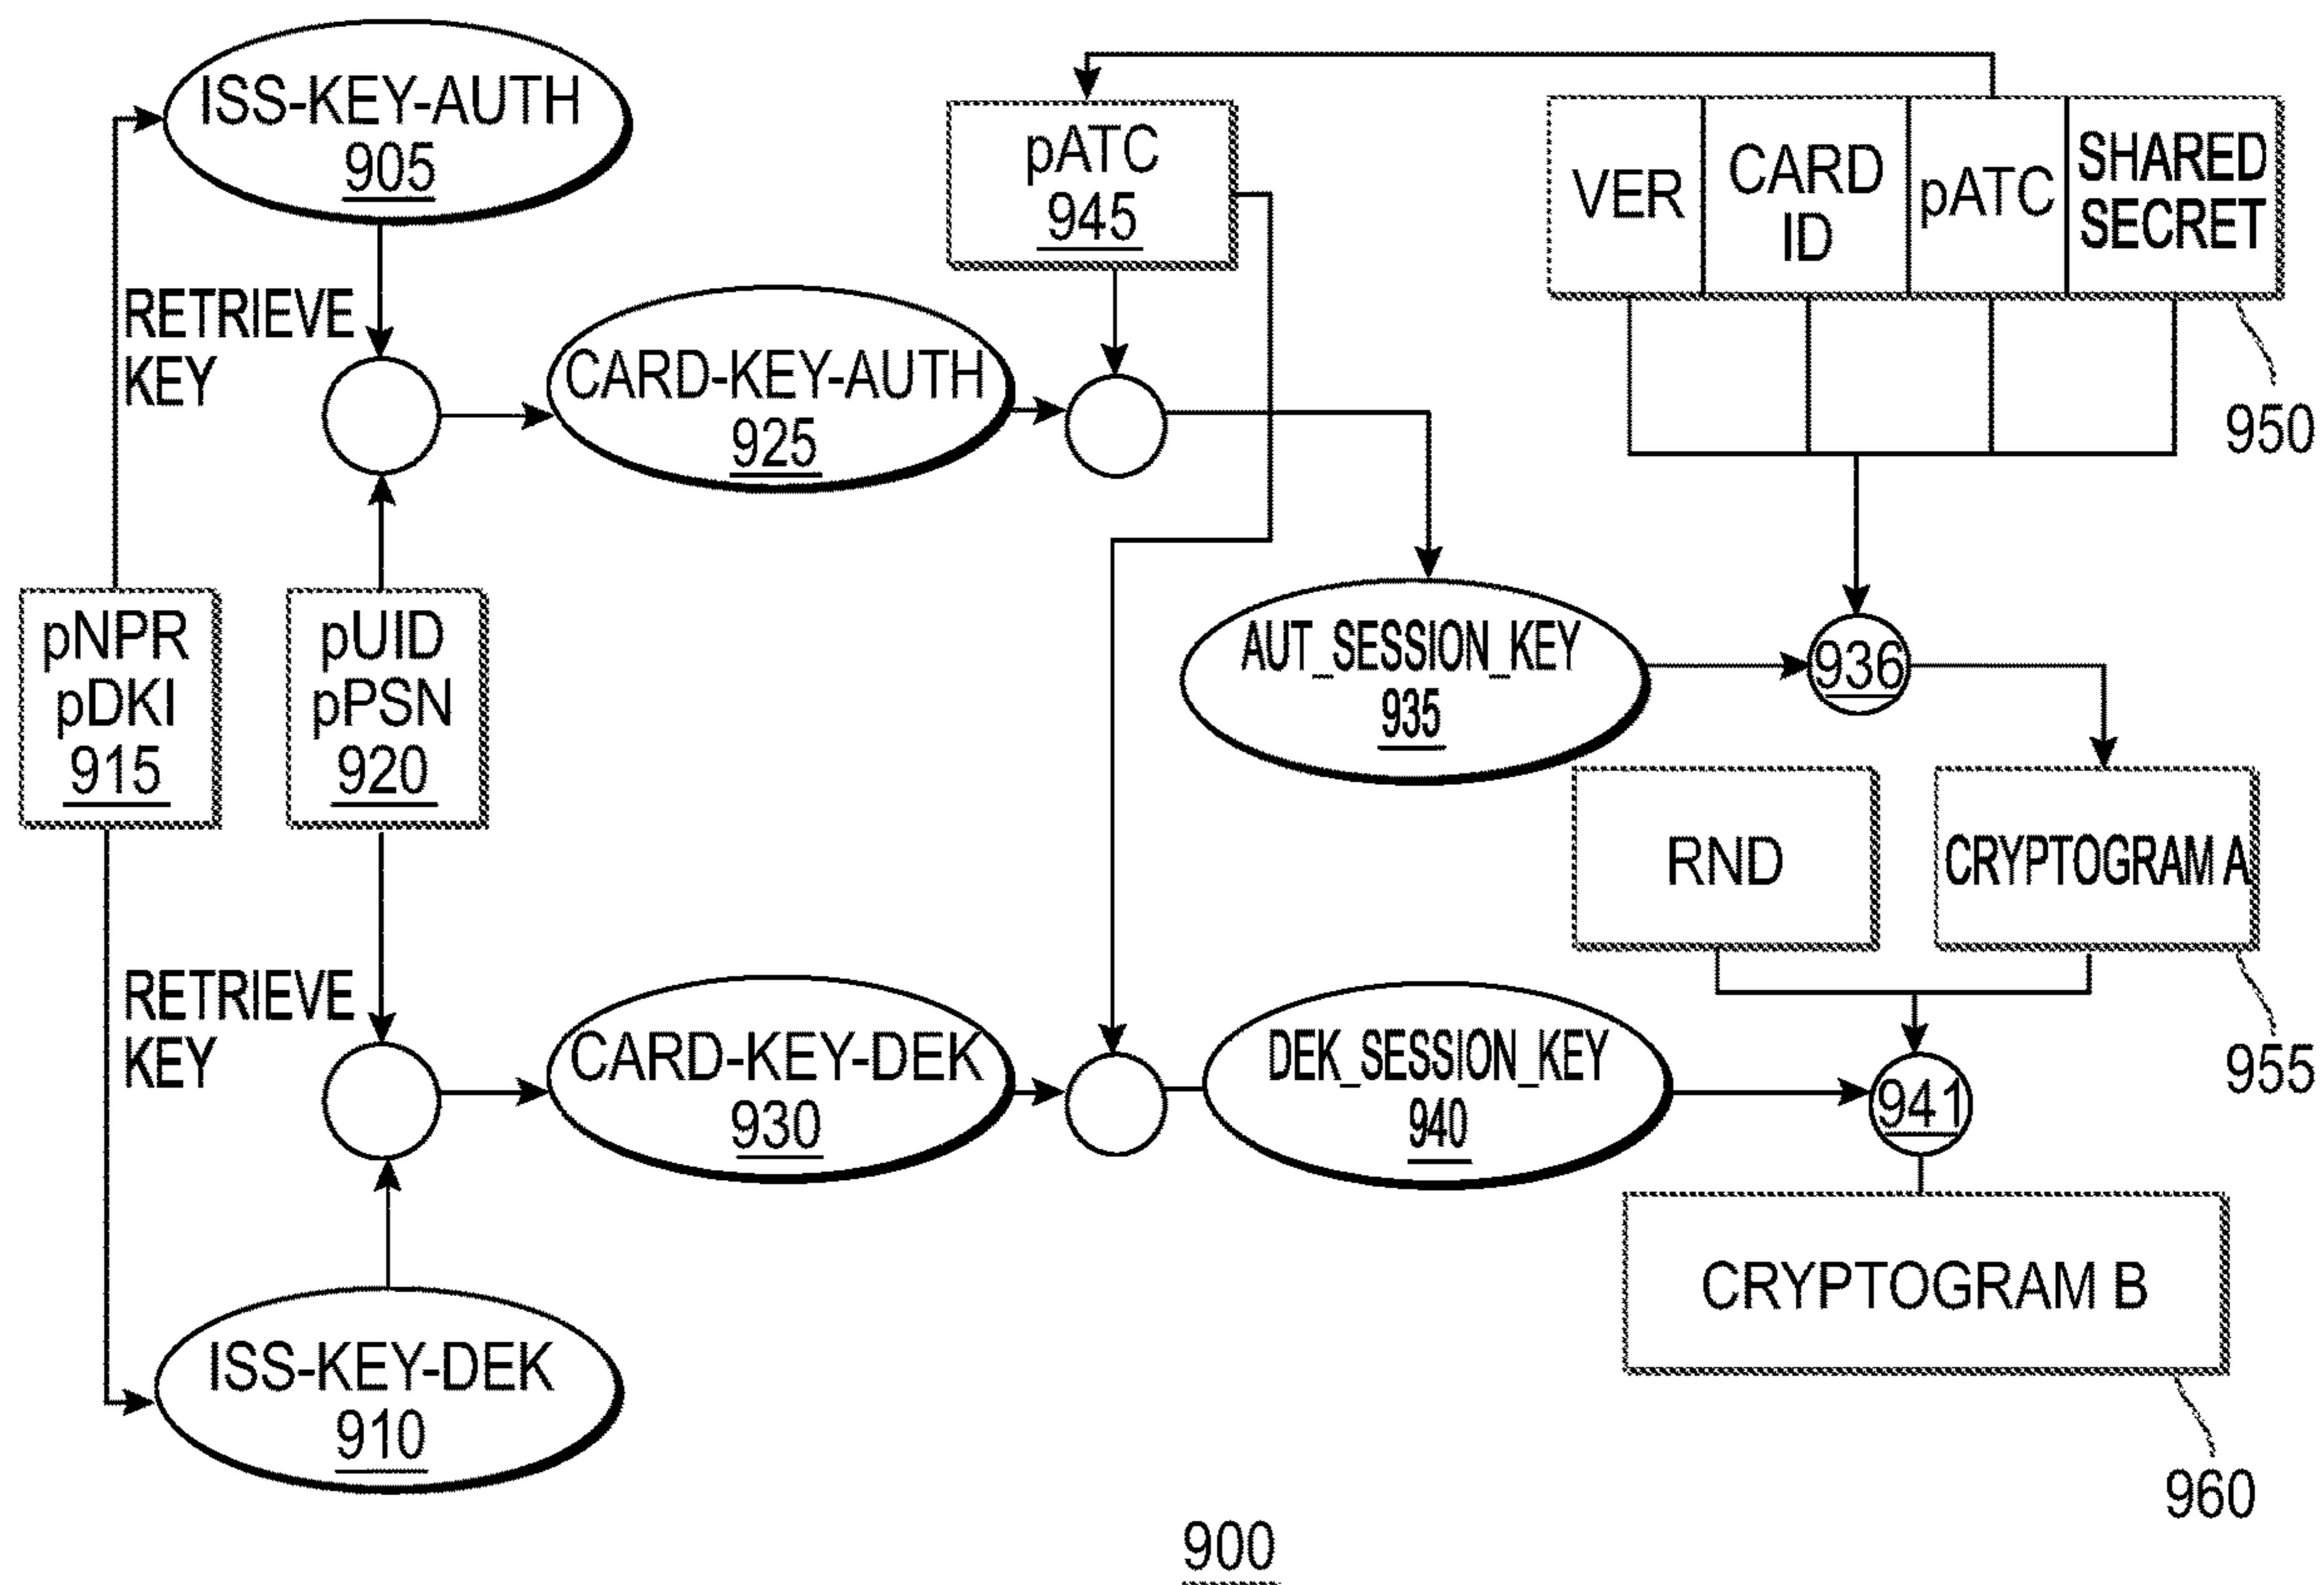 ISS-KEY-AUTH
905
RETRIEVE
KEY
pATC
945
VER
CARD
ID
pATC
SHARED
SECRET
950
CARD-KEY-AUTH
925
pNPR
pDKI
915
pUID
pPSN
920
AUT_SESSION_KEY
935
936
RND
CRYPTOGRAM A
955
RETRIEVE
KEY
CARD-KEY-DEK
930
DEK_SESSION_KEY
940
941
CRYPTOGRAM B
960
ISS-KEY-DEK
910
900